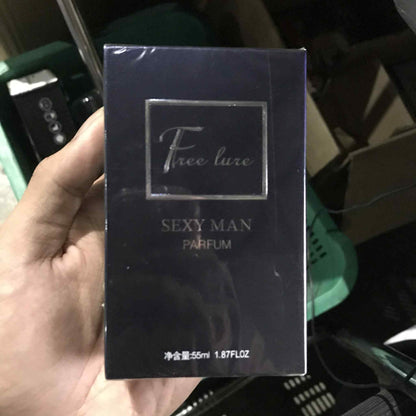 Free lure
SEXY MAN
PARFUM
净含量:55ml 1.87FLOZ